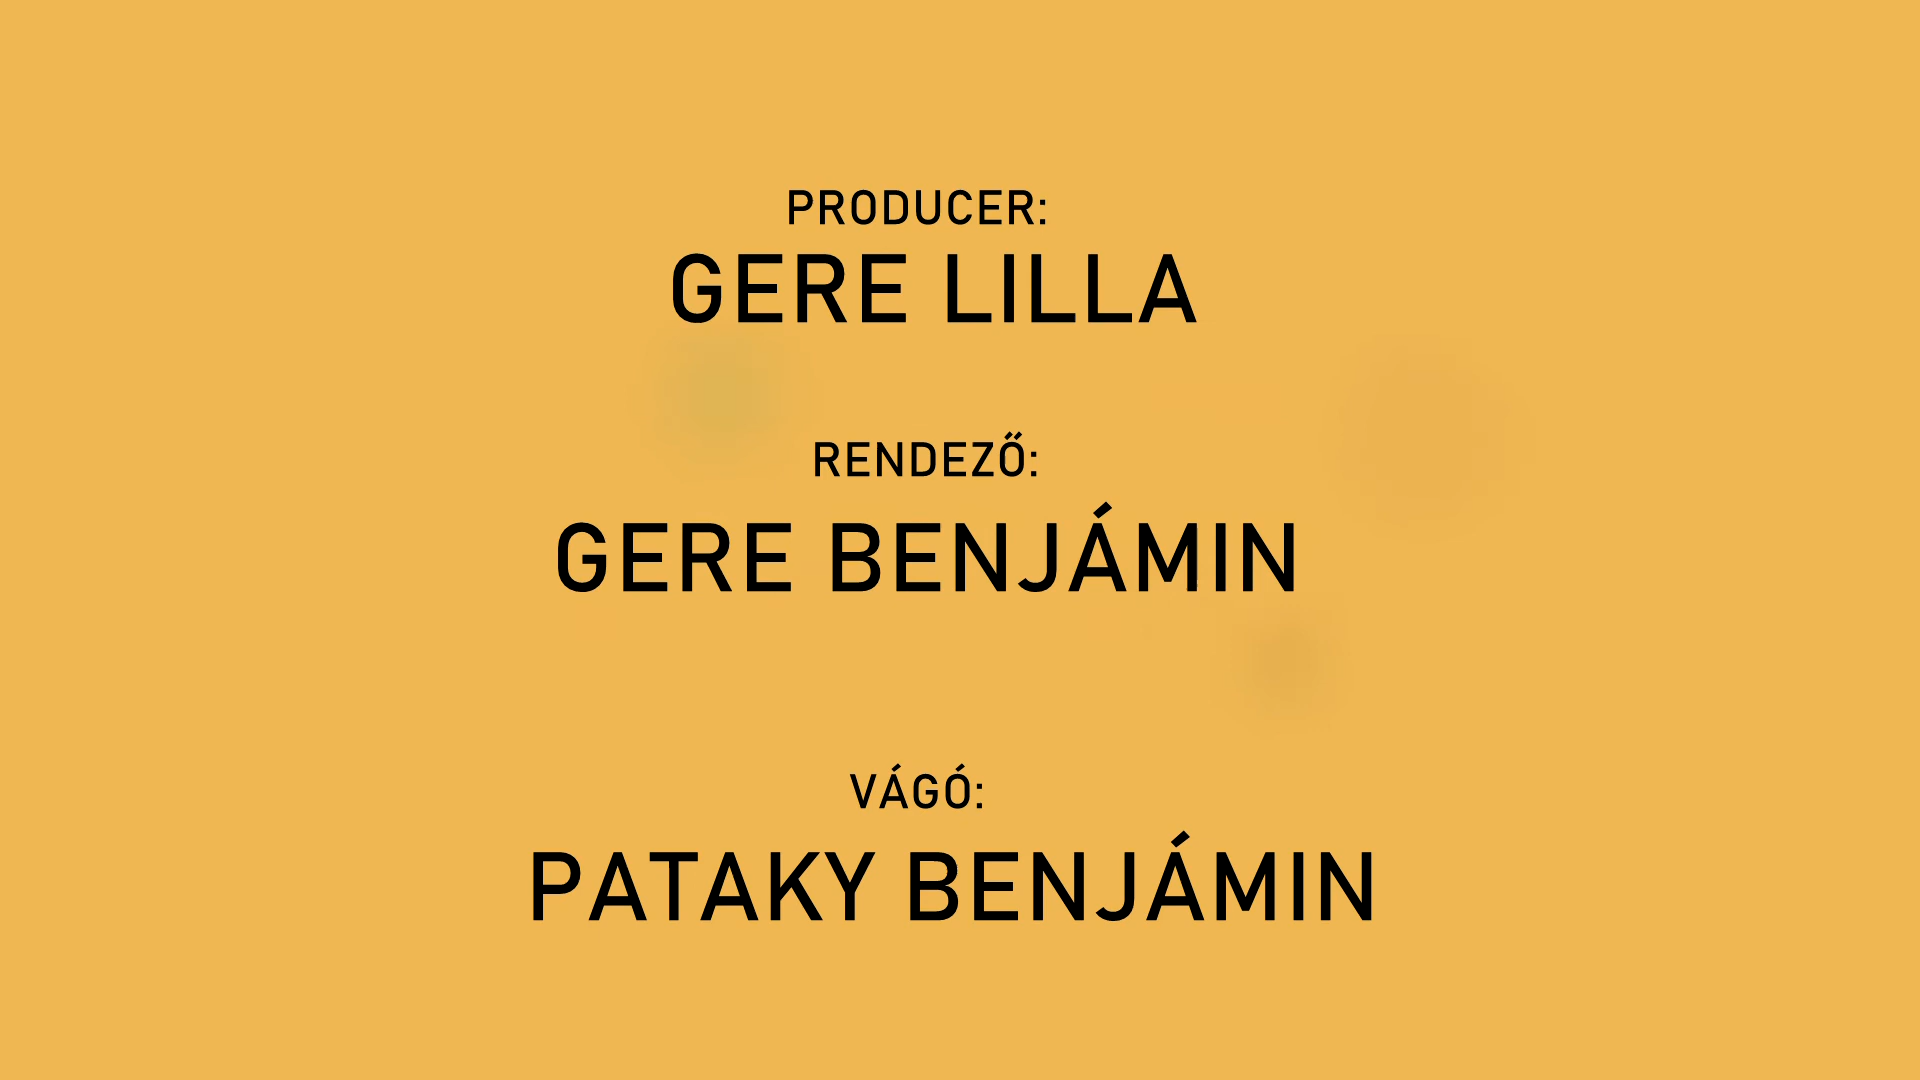 PRODUCER:
GERE LILLA
RENDEZŐ:
GERE BENJÁMIN
VÁGÓ:
PATAKY BENJÁMIN